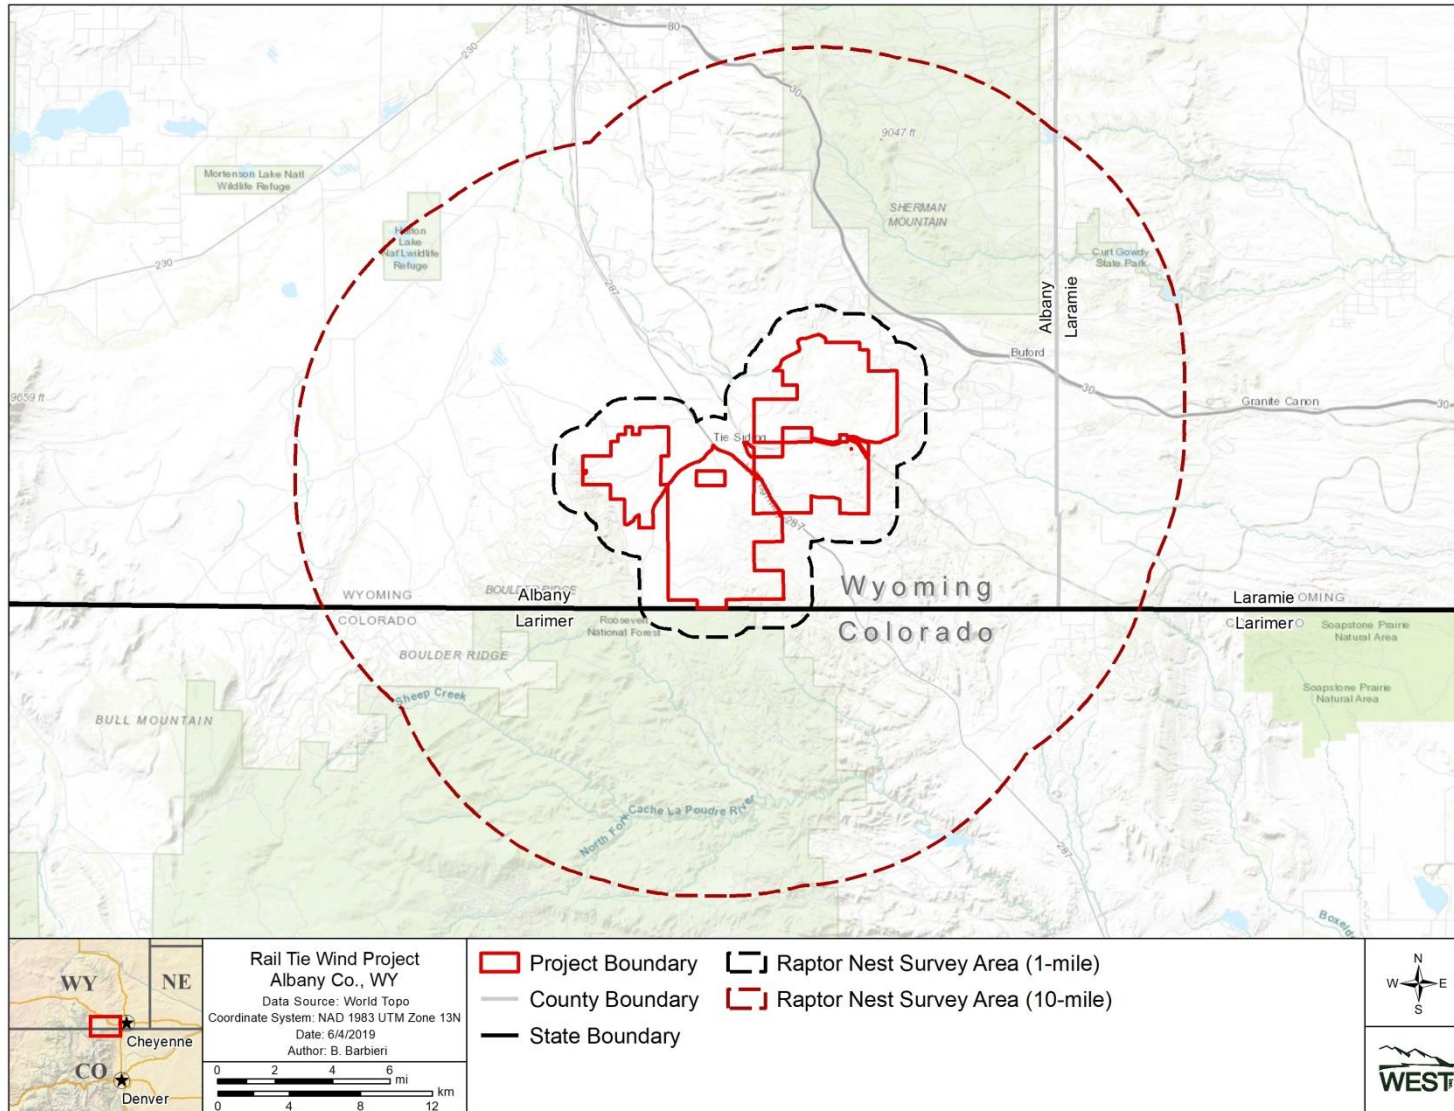 80
230
30
9047 ft
Mortenson Lake Natl
Wildlife Refuge
SHERMAN
MOUNTAIN
Hutton
Lake
Nat'l wildlife
Refuge
Curt Gowdy
State Park
230
287
Albany
Laramie
Buford
30
9659 ft
Granite Canon
30
Tie Siding
287
BOULDER RIDGE
WYOMING
Albany
Wyoming
Laramie
OMING
COLORADO
Larimer
Colorado
Larimer
C
O
Roosevelt
National Forest
Soapstone Prairie
Natural Area
BOULDER RIDGE
Sheep Creek
Soapstone Prairie
Natural Area
BULL MOUNTAIN
North Fork
Cache La Poudre River
287
Boxelde
WY
NE
Cheyenne
CO
Denver
Rail Tie Wind Project
Albany Co., WY
Data Source: World Topo
Coordinate System: NAD 1983 UTM Zone 13N
Date: 6/4/2019
Author: B. Barbieri
0 2 4 6
mi
km
0 4 8 12
Project Boundary
Raptor Nest Survey Area (1-mile)
County Boundary
Raptor Nest Survey Area (10-mile)
State Boundary
N
W E
S
WEST